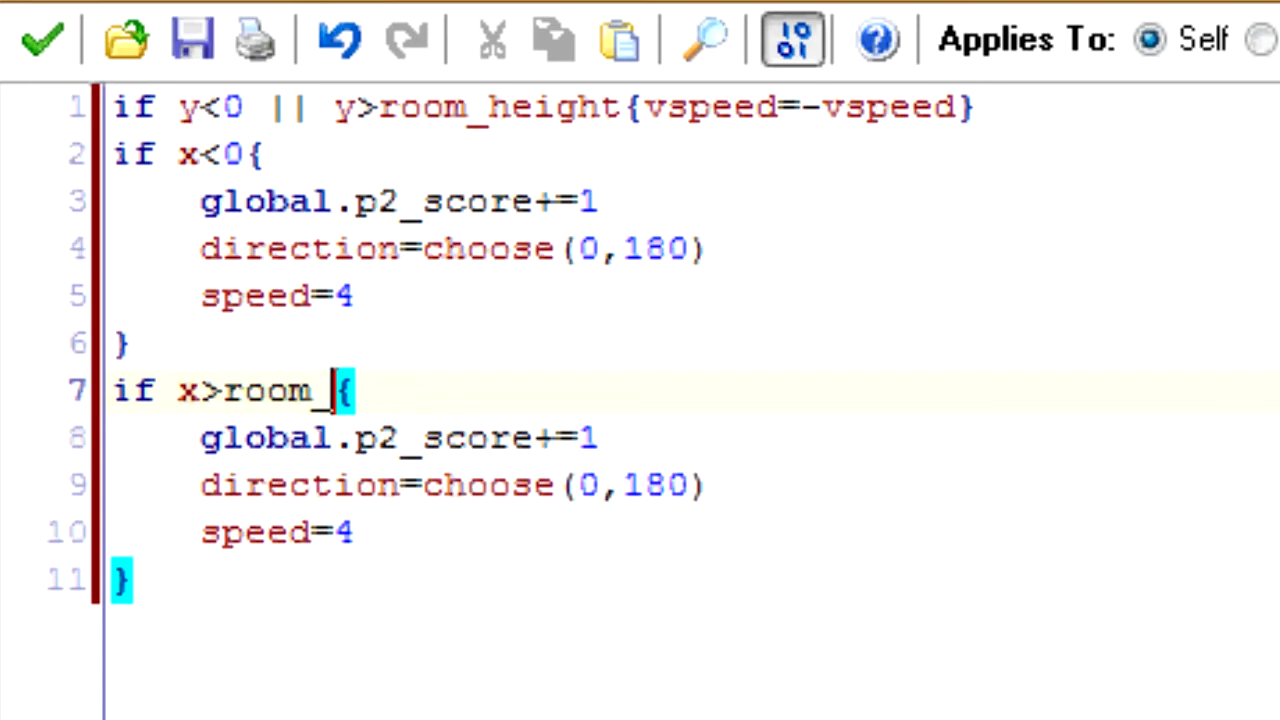 Applies To: Self
1 if y<0 || y>room_height{vspeed=-vspeed}
2 if x<0{
3 global.p2_score+=1
4 direction=choose(0,180)
5 speed=4
6 }
7 if x>room_{
8 global.p2_score+=1
9 direction=choose(0,180)
10 speed=4
11 }